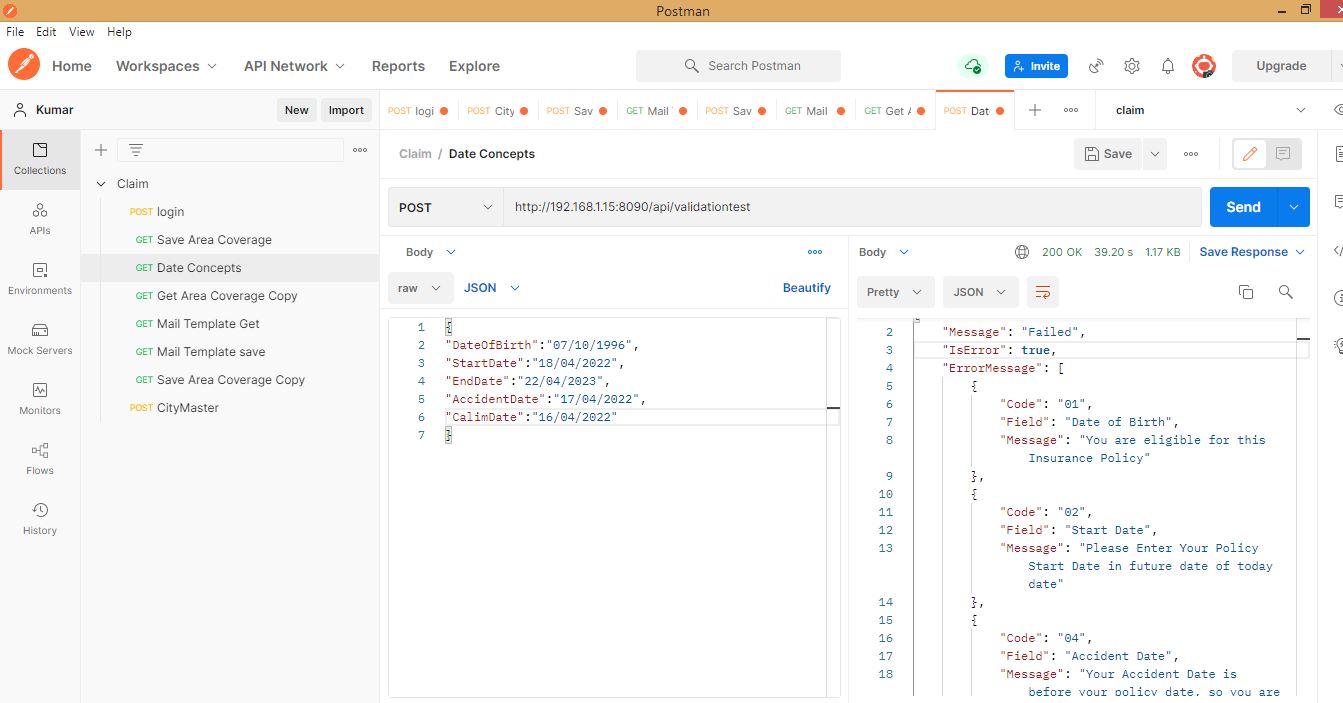 Postman
File Edit View Help
Home Workspaces API Network Reports Explore Search Postman Invite Upgrade
Kumar New Import
POST logi POST City POST Sav GET Mail POST Sav GET Mail GET Get A POST Dat claim
Collections
APIs
Environments
Mock Servers
Monitors
Flows
History
Claim
POST login
GET Save Area Coverage
GET Date Concepts
GET Get Area Coverage Copy
GET Mail Template Get
GET Mail Template save
GET Save Area Coverage Copy
POST CityMaster
Claim / Date Concepts Save
POST http://192.168.1.15:8090/api/validationtest Send
Body
raw JSON Beautify
1 {
2 "DateOfBirth":"07/10/1996",
3 "StartDate":"18/04/2022",
4 "EndDate":"22/04/2023",
5 "AccidentDate":"17/04/2022",
6 "CalimDate":"16/04/2022"
7 }
Body 200 OK 39.20 s 1.17 KB Save Response
Pretty JSON
2 "Message": "Failed",
3 "IsError": true,
4 "ErrorMessage": [
5 {
6 "Code": "01",
7 "Field": "Date of Birth",
8 "Message": "You are eligible for this
Insurance Policy"
9 },
10 {
11 "Code": "02",
12 "Field": "Start Date",
13 "Message": "Please Enter Your Policy
Start Date in future date of today
date"
14 },
15 {
16 "Code": "04",
17 "Field": "Accident Date",
18 "Message": "Your Accident Date is
before your policy date, so you are